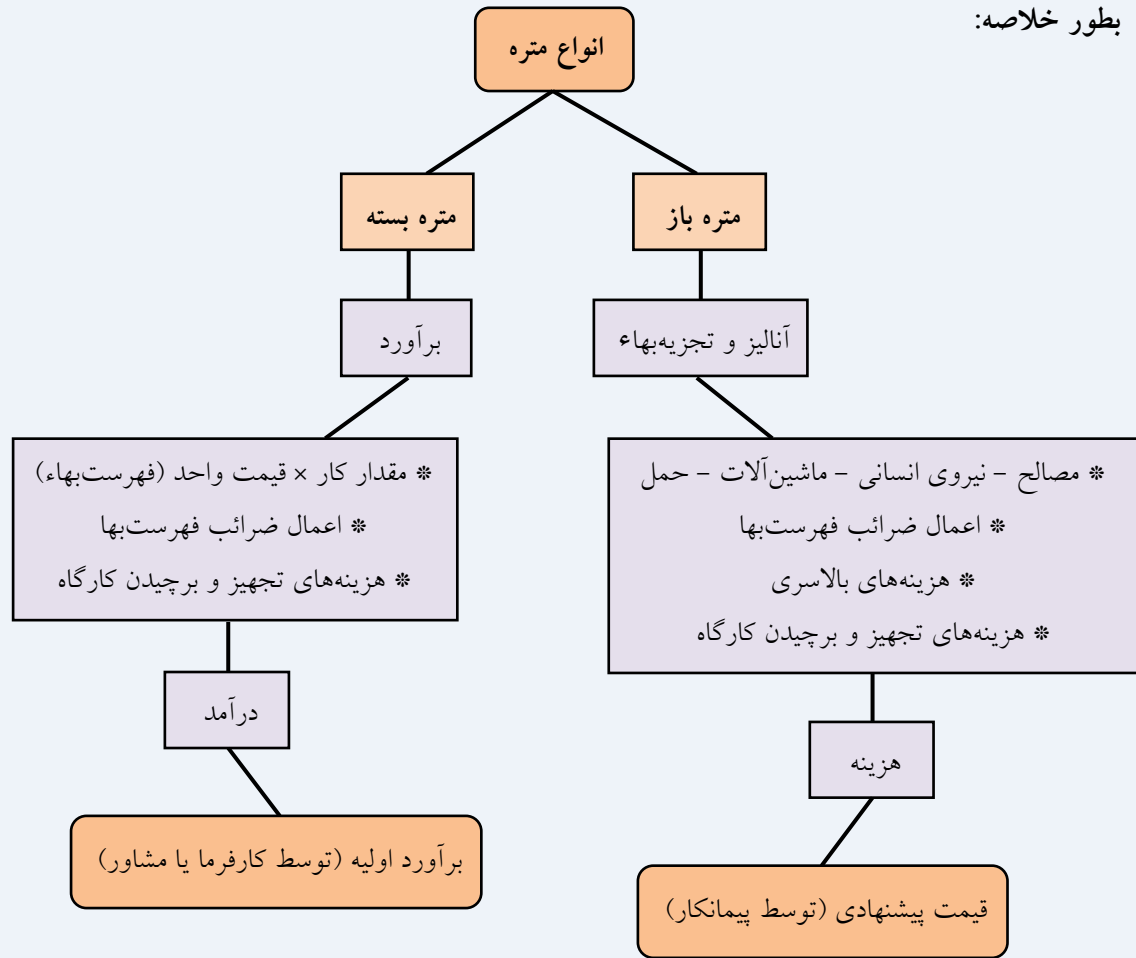 بطور خلاصه:
انواع متره
متره باز
متره بسته
آنالیز و تجزیه‌بهاء
برآورد
* مصالح – نیروی انسانی – ماشین‌آلات – حمل
* اعمال ضرائب فهرست‌بها
* هزینه‌های بالاسری
* هزینه‌های تجهیز و برچیدن کارگاه
* مقدار کار × قیمت واحد (فهرست‌بهاء)
* اعمال ضرائب فهرست‌بها
* هزینه‌های تجهیز و برچیدن کارگاه
هزینه
درآمد
قیمت پیشنهادی (توسط پیمانکار)
برآورد اولیه (توسط کارفرما یا مشاور)